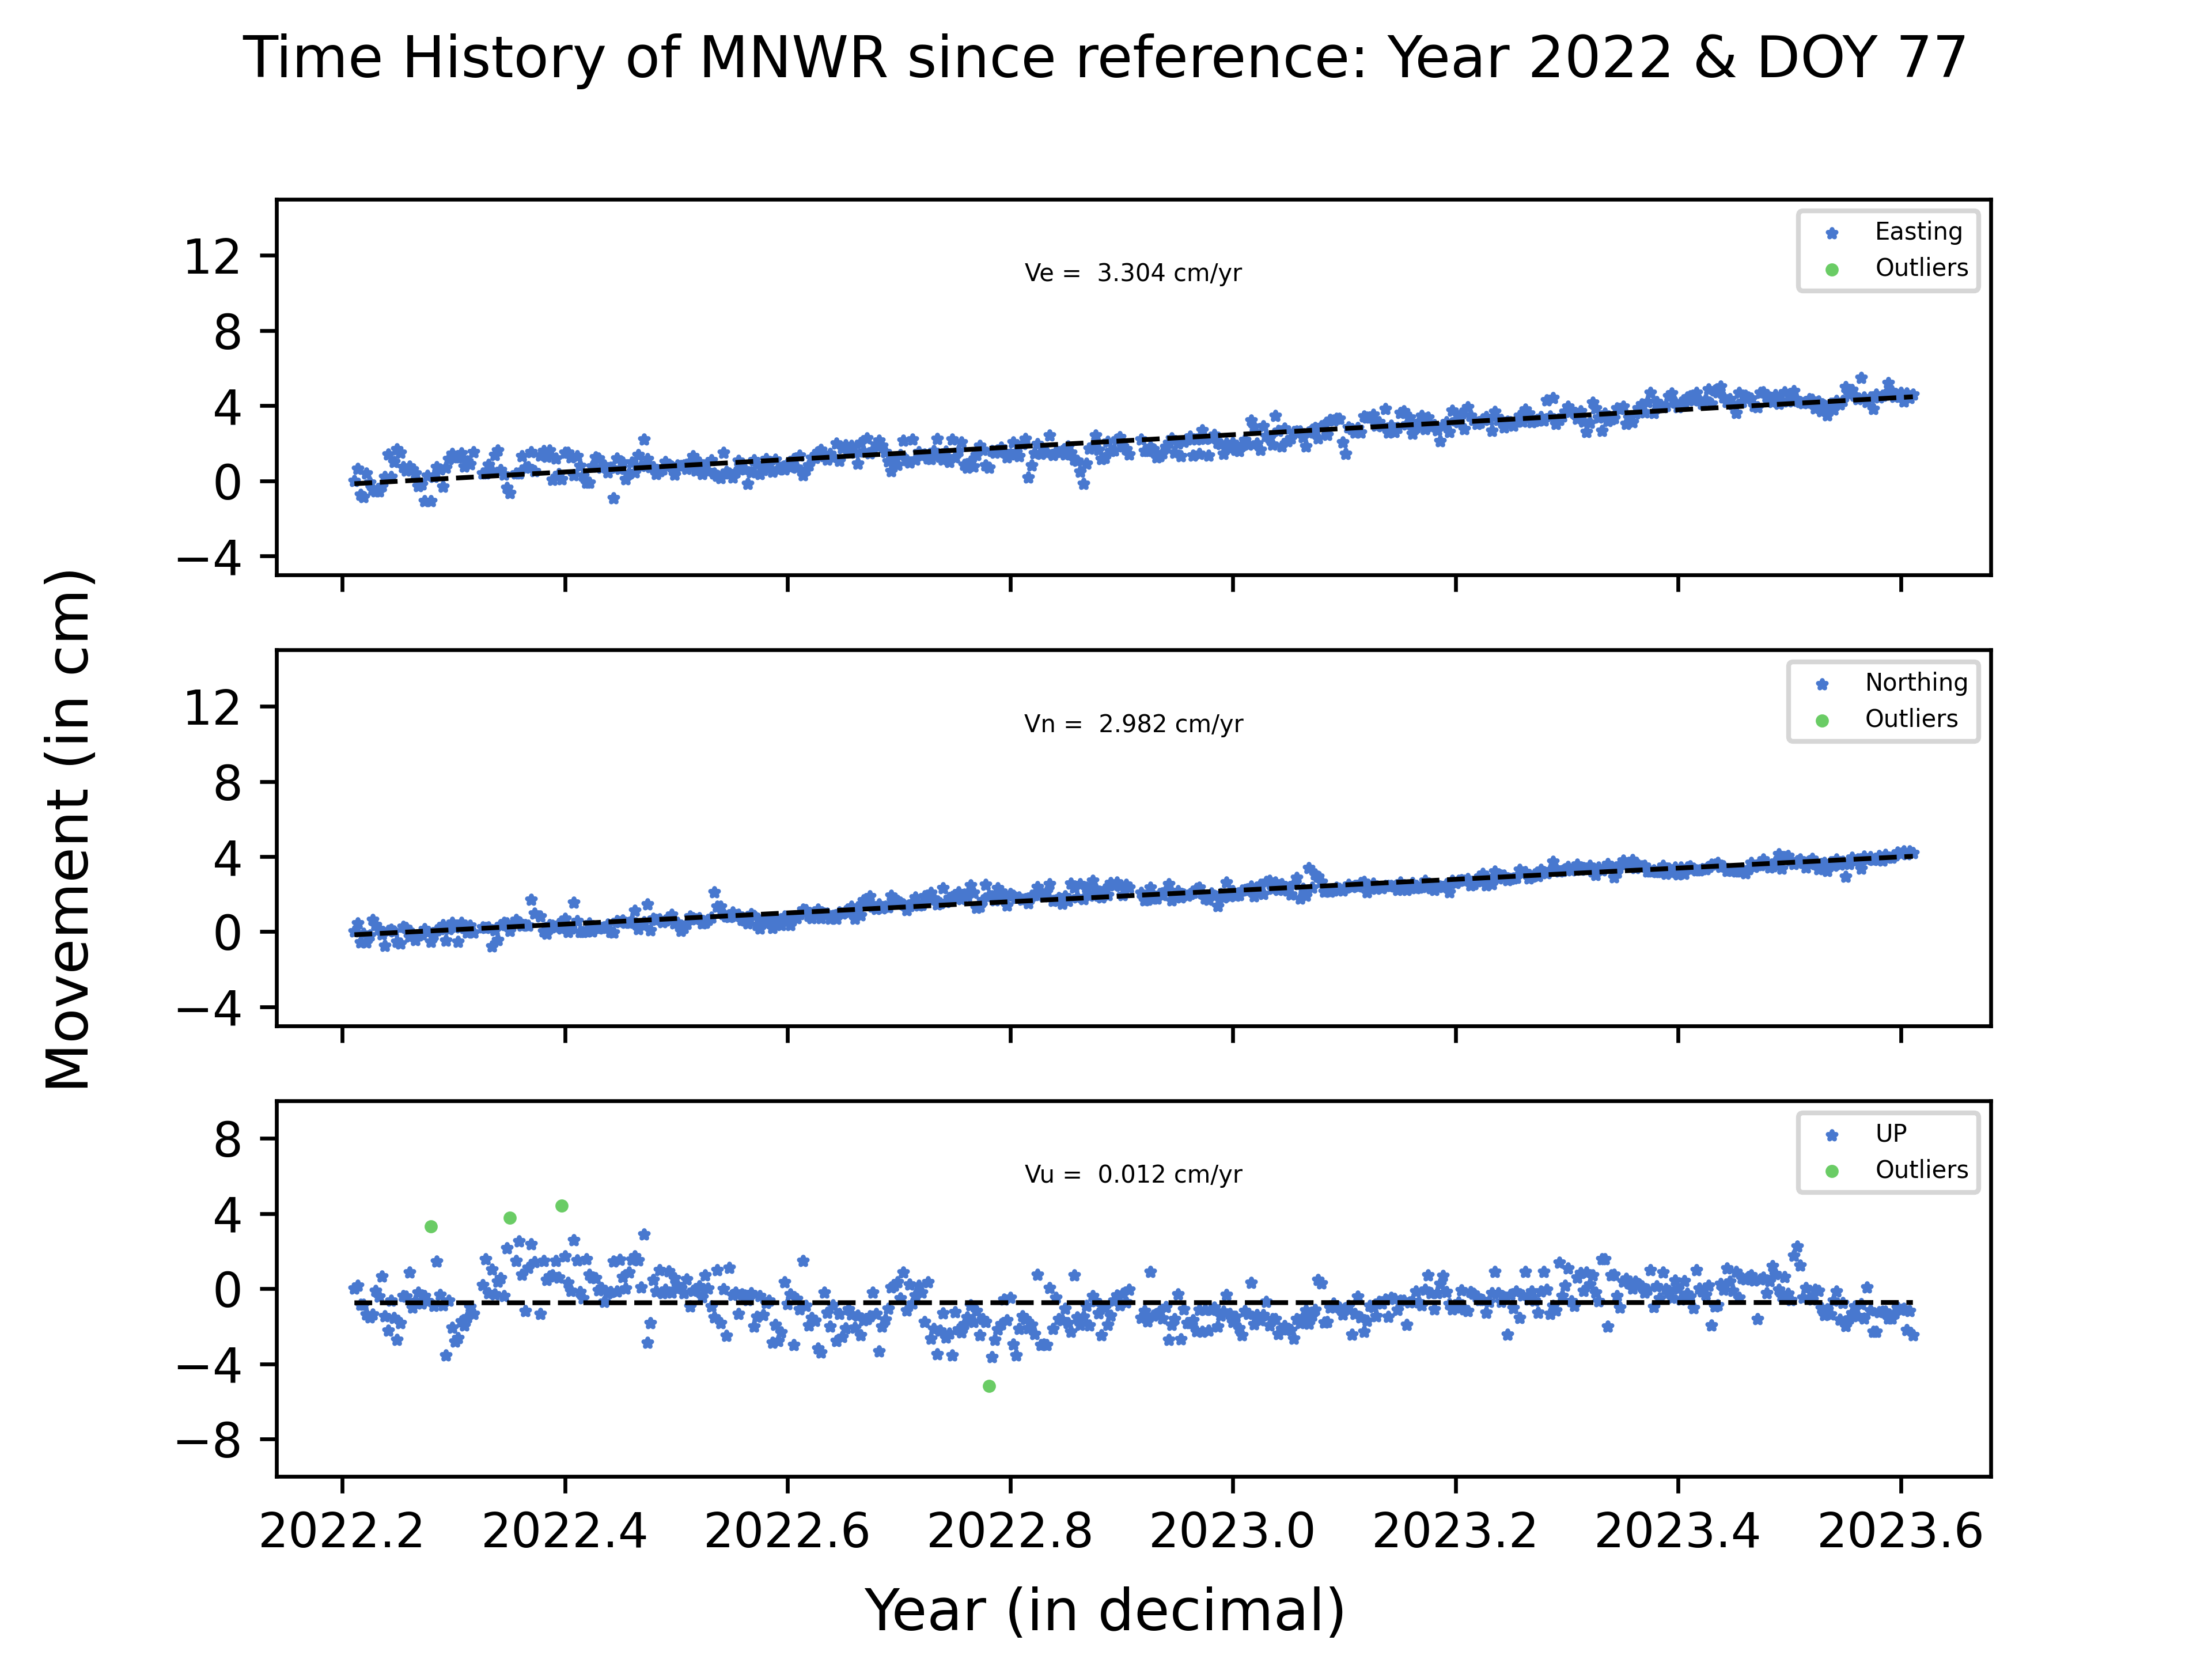 Time History of MNWR since reference: Year 2022 & DOY 77
Movement (in cm)
12
8
4
0
−4
Ve =  3.304 cm/yr
Easting
Outliers
12
8
4
0
−4
Vn =  2.982 cm/yr
Northing
Outliers
8
4
0
−4
−8
Vu =  0.012 cm/yr
UP
Outliers
2022.2 2022.4 2022.6 2022.8 2023.0 2023.2 2023.4 2023.6
Year (in decimal)